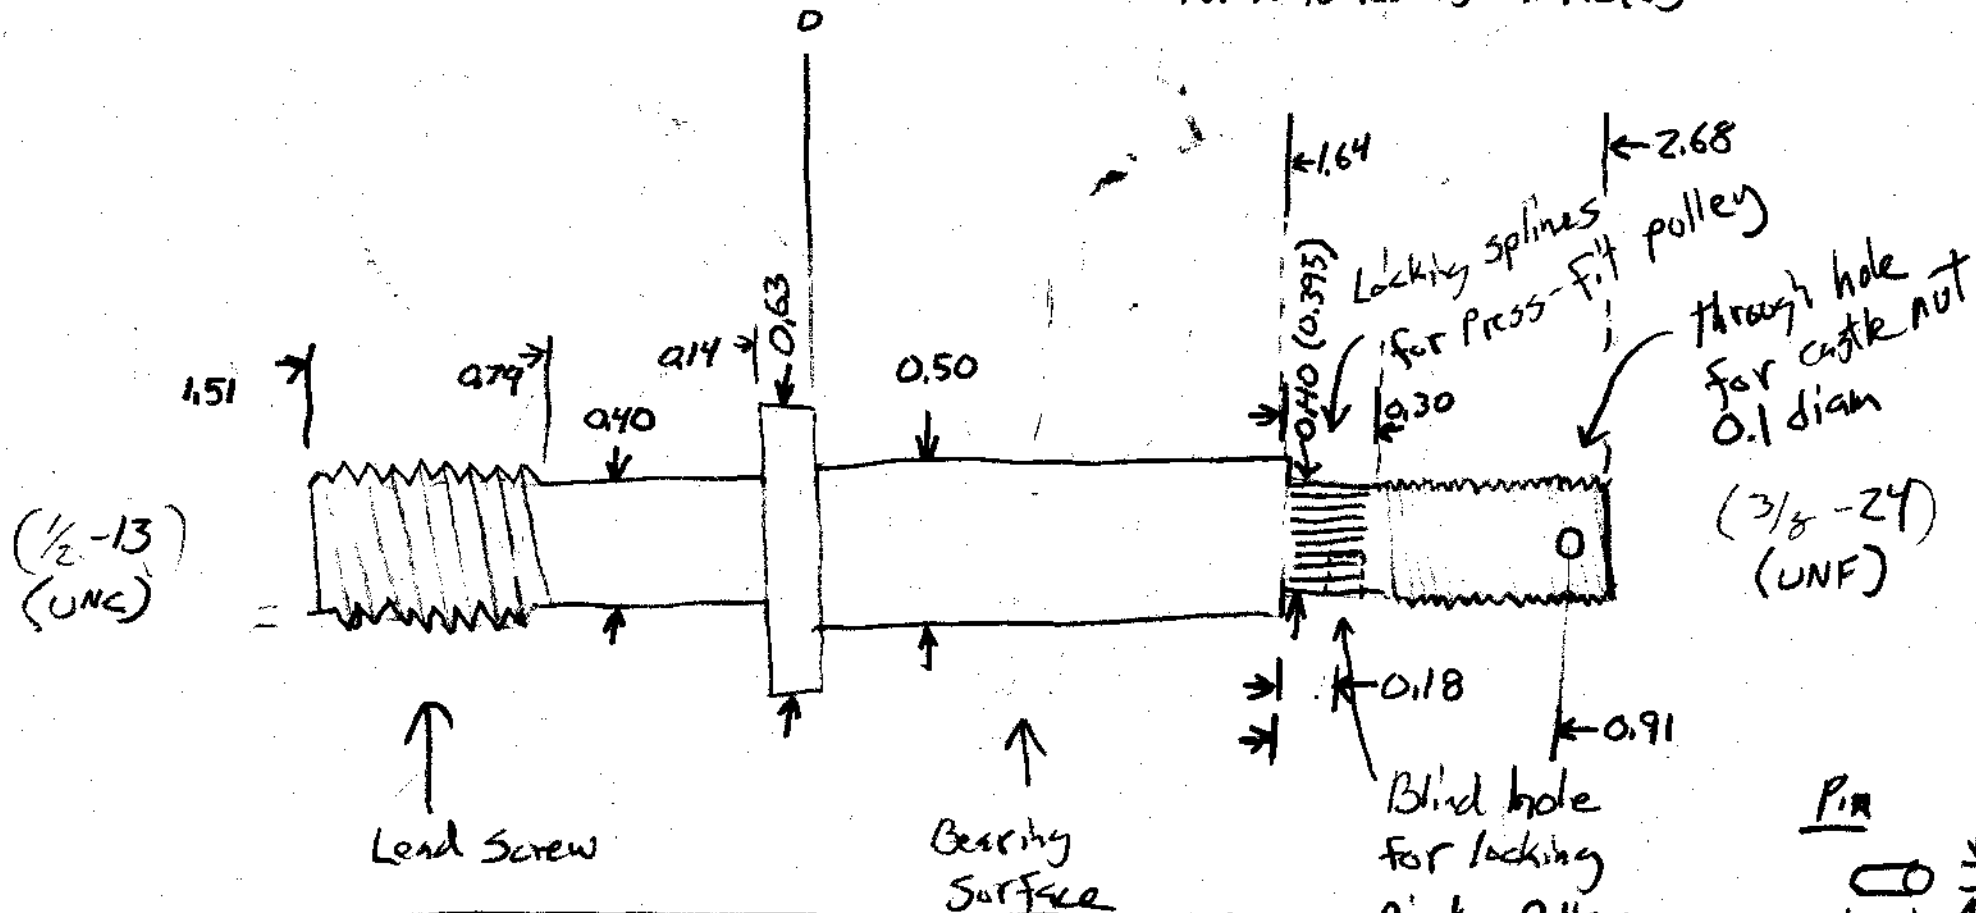 0
←1.64
←2.68
Locking splines
for Press-fit pulley
through hole
for castle nut
0.1 diam
0.63
0.40 (0.395)
0.14
0.79
1.51
0.40
0.50
0.30
(1/2 -13)
(UNC)
(3/8 -24)
(UNF)
0.18
0.91
Lead Screw
Bearing
Surface
Blind hole
for locking
Pin